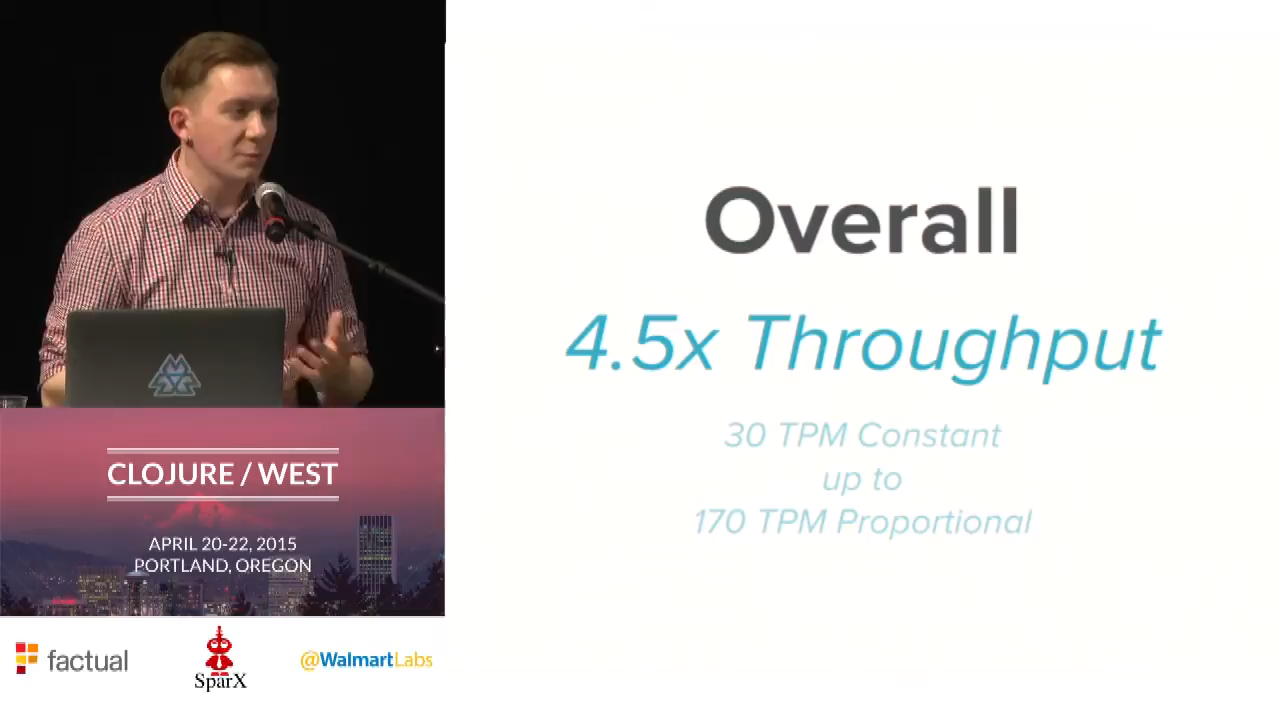 Overall
4.5x Throughput
30 TPM Constant
up to
170 TPM Proportional
CLOJURE / WEST
APRIL 20-22, 2015
PORTLAND, OREGON
factual
SparX
@WalmartLabs